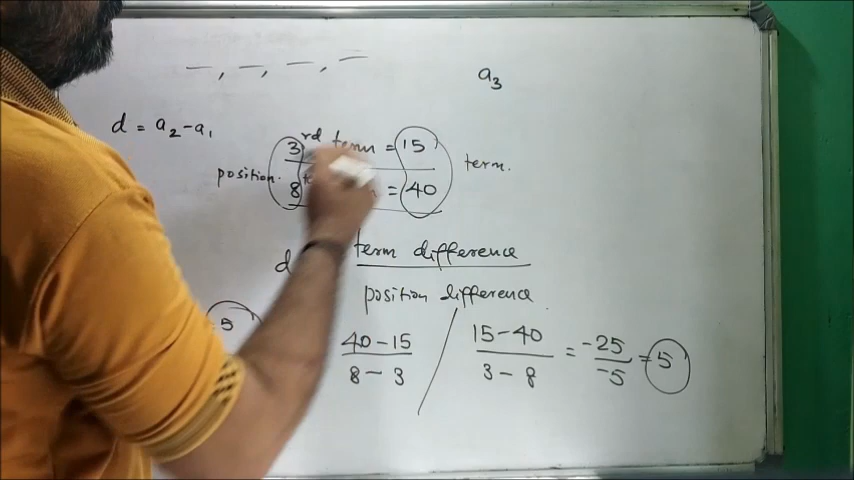 —, —, —, —
a₃
d = a₂-a₁
3rd term = 15
position. term.
8 = 40
d term difference
position difference
5
40-15 / 15-40 = -25 = 5
8-3 3-8 -5